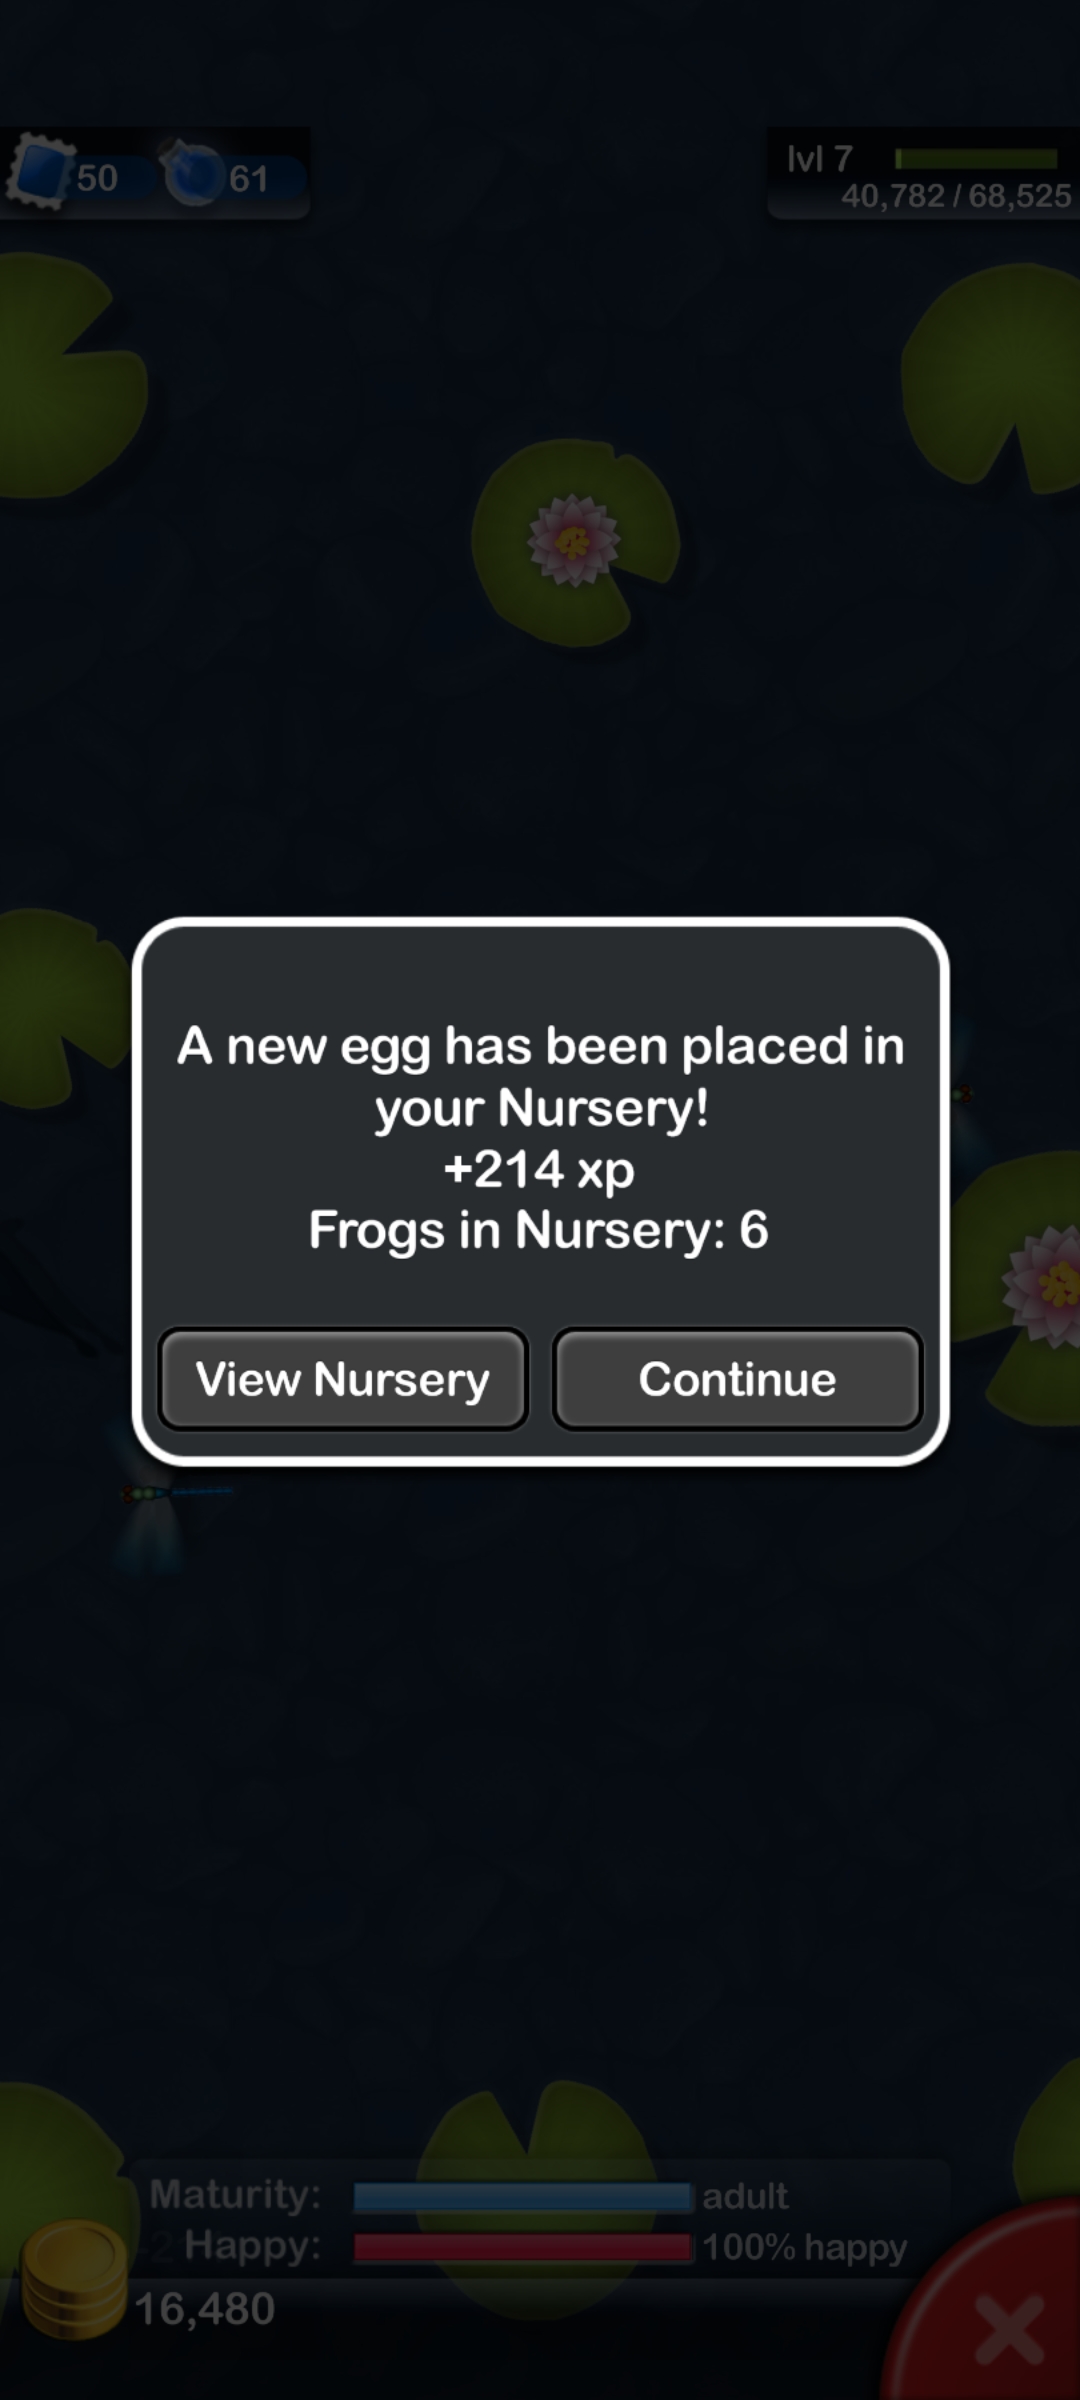 50 61
lvl 7
40,782 / 68,525
A new egg has been placed in
your Nursery!
+214 xp
Frogs in Nursery: 6
View Nursery
Continue
Maturity: adult
Happy: 100% happy
16,480